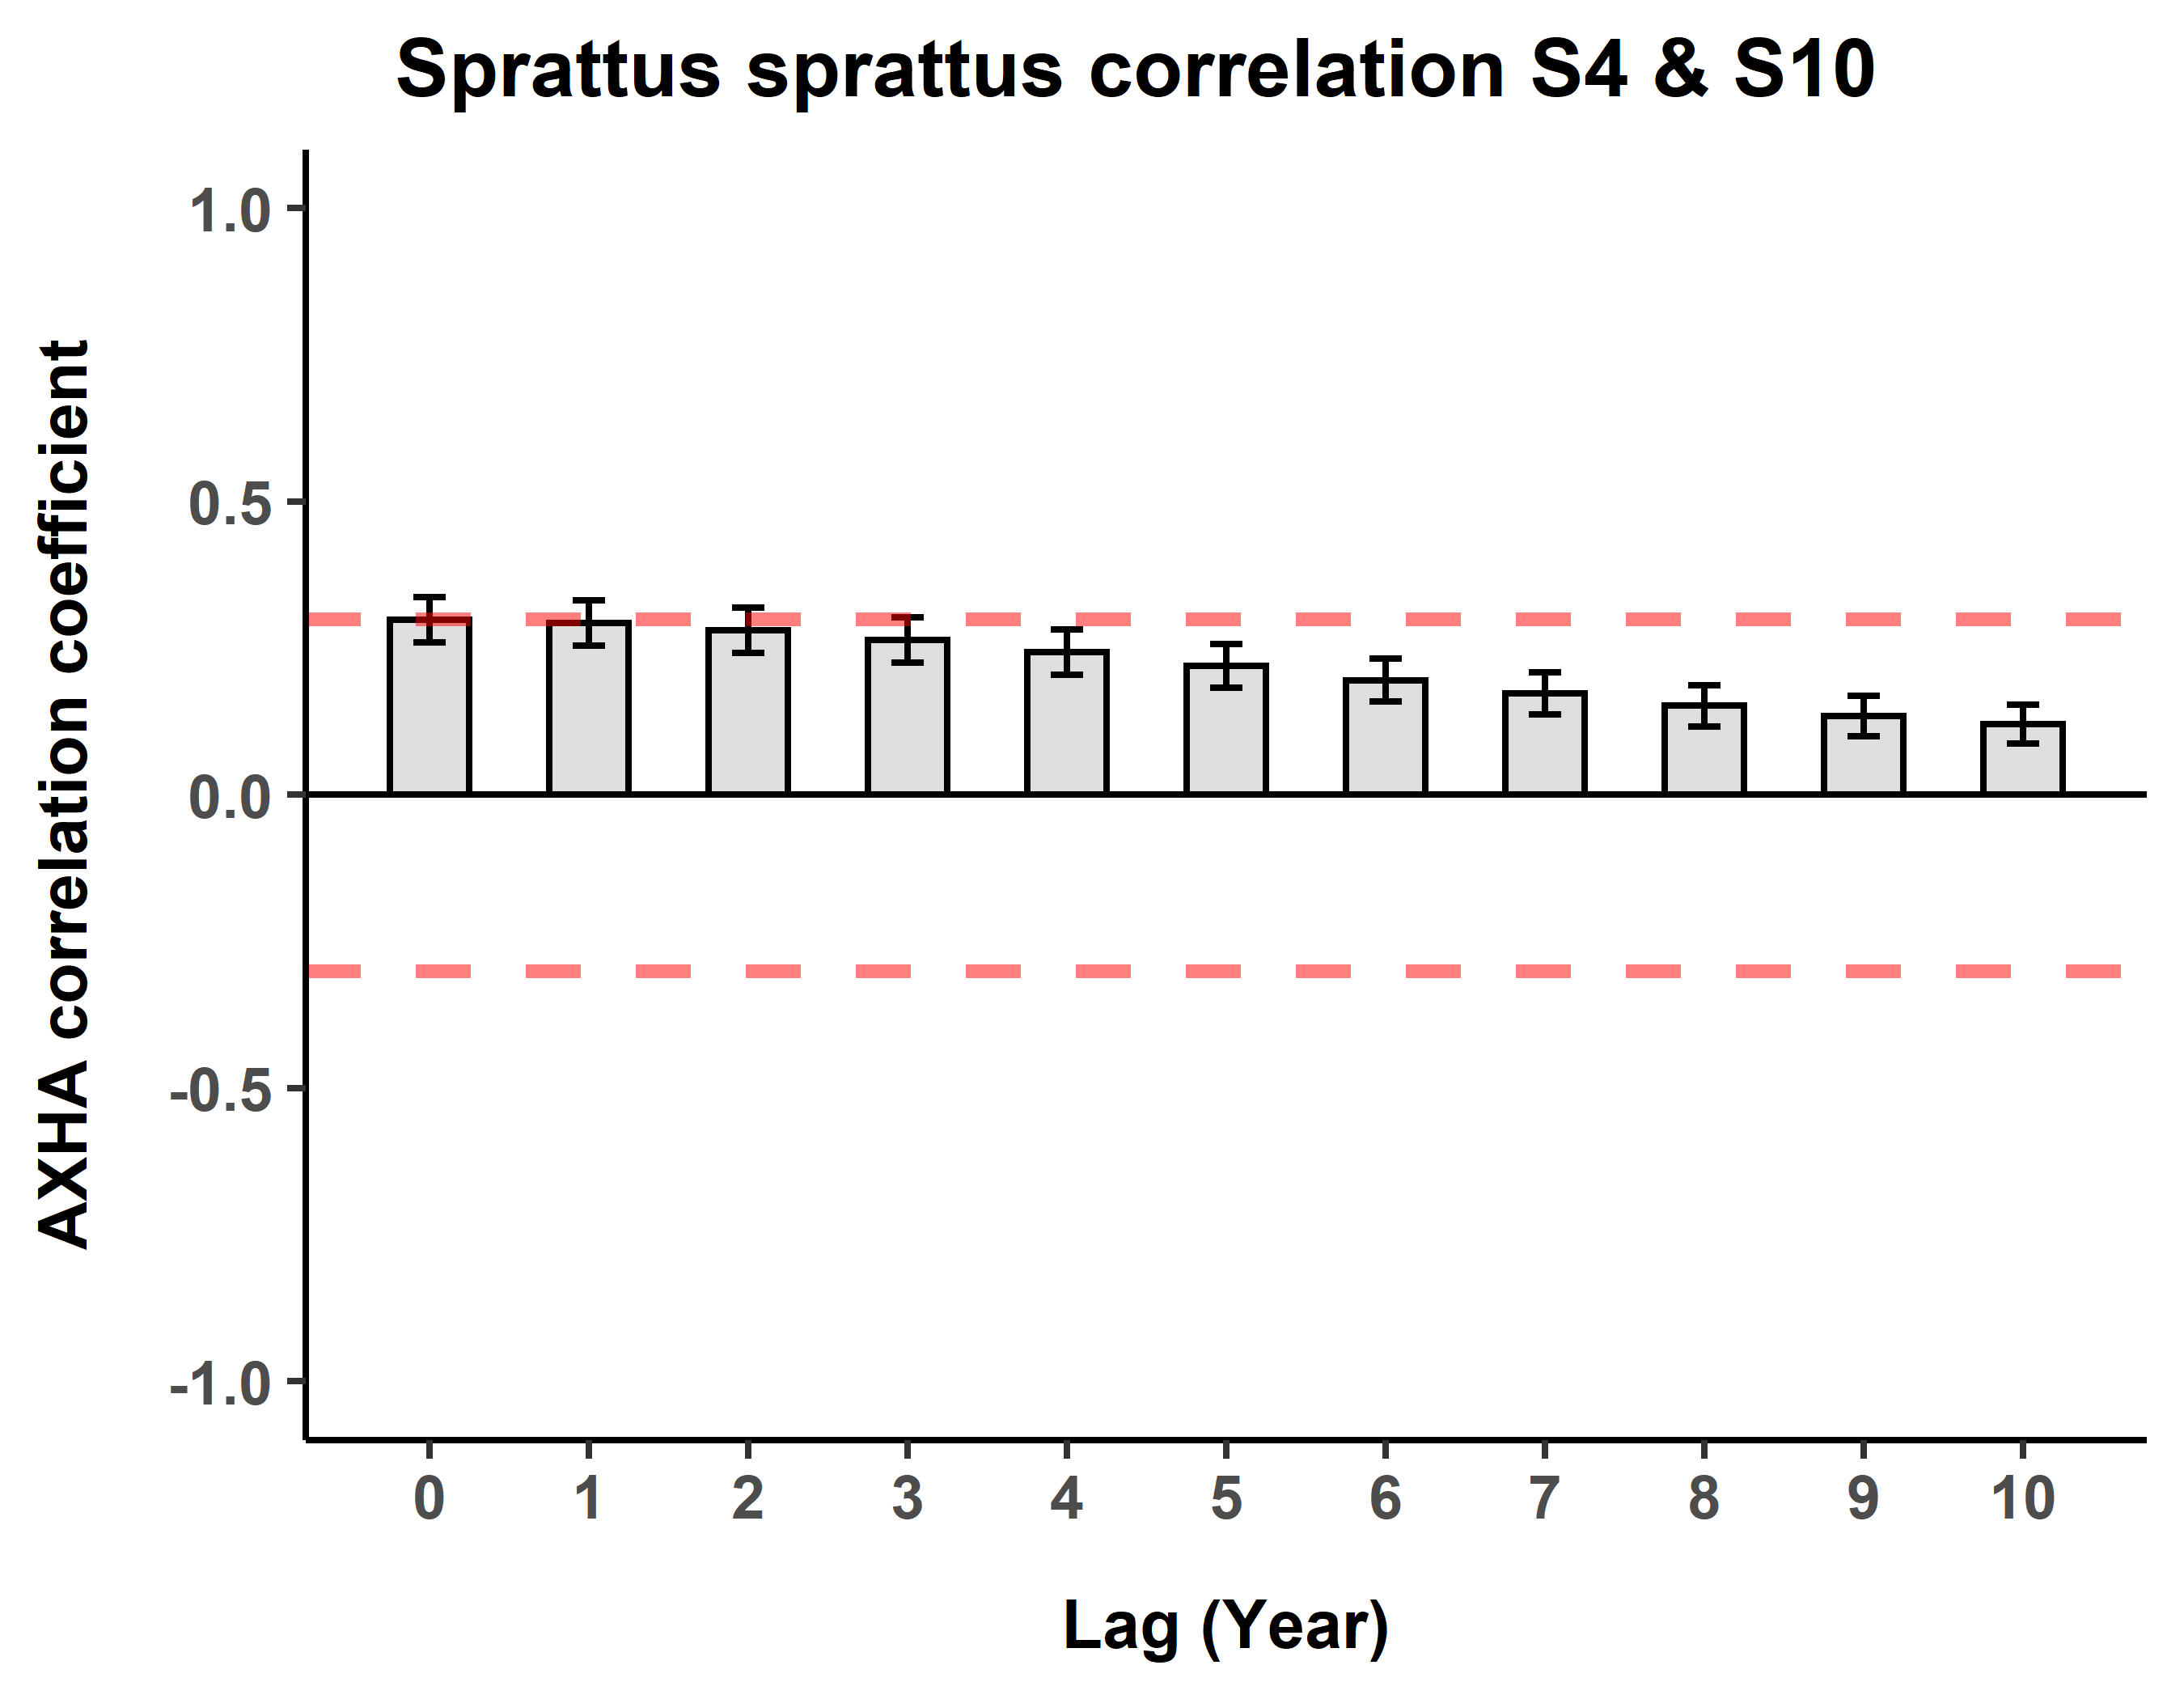 Sprattus sprattus correlation S4 & S10
AXHA correlation coefficient
1.0
0.5
0.0
-0.5
-1.0
0 1 2 3 4 5 6 7 8 9 10
Lag (Year)